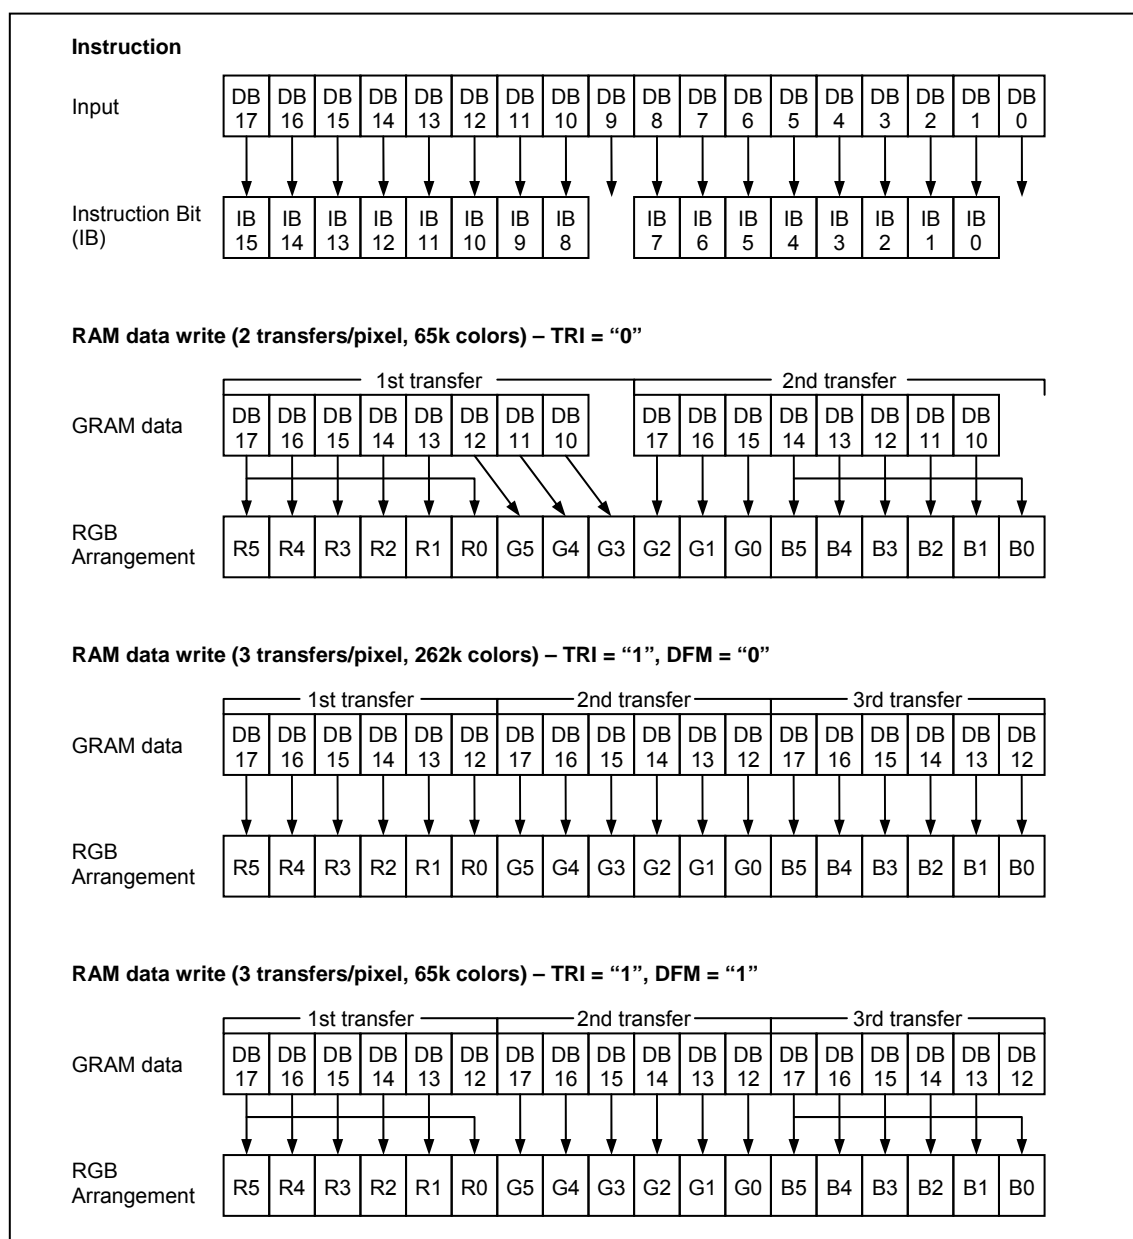 Instruction
Input DB 17 DB 16 DB 15 DB 14 DB 13 DB 12 DB 11 DB 10 DB 9 DB 8 DB 7 DB 6 DB 5 DB 4 DB 3 DB 2 DB 1 DB 0
Instruction Bit (IB) IB 15 IB 14 IB 13 IB 12 IB 11 IB 10 IB 9 IB 8 IB 7 IB 6 IB 5 IB 4 IB 3 IB 2 IB 1 IB 0
RAM data write (2 transfers/pixel, 65k colors) – TRI = “0”
1st transfer 2nd transfer
GRAM data DB 17 DB 16 DB 15 DB 14 DB 13 DB 12 DB 11 DB 10 DB 17 DB 16 DB 15 DB 14 DB 13 DB 12 DB 11 DB 10
RGB Arrangement R5 R4 R3 R2 R1 R0 G5 G4 G3 G2 G1 G0 B5 B4 B3 B2 B1 B0
RAM data write (3 transfers/pixel, 262k colors) – TRI = “1”, DFM = “0”
1st transfer 2nd transfer 3rd transfer
GRAM data DB 17 DB 16 DB 15 DB 14 DB 13 DB 12 DB 17 DB 16 DB 15 DB 14 DB 13 DB 12 DB 17 DB 16 DB 15 DB 14 DB 13 DB 12
RGB Arrangement R5 R4 R3 R2 R1 R0 G5 G4 G3 G2 G1 G0 B5 B4 B3 B2 B1 B0
RAM data write (3 transfers/pixel, 65k colors) – TRI = “1”, DFM = “1”
1st transfer 2nd transfer 3rd transfer
GRAM data DB 17 DB 16 DB 15 DB 14 DB 13 DB 12 DB 17 DB 16 DB 15 DB 14 DB 13 DB 12 DB 17 DB 16 DB 15 DB 14 DB 13 DB 12
RGB Arrangement R5 R4 R3 R2 R1 R0 G5 G4 G3 G2 G1 G0 B5 B4 B3 B2 B1 B0